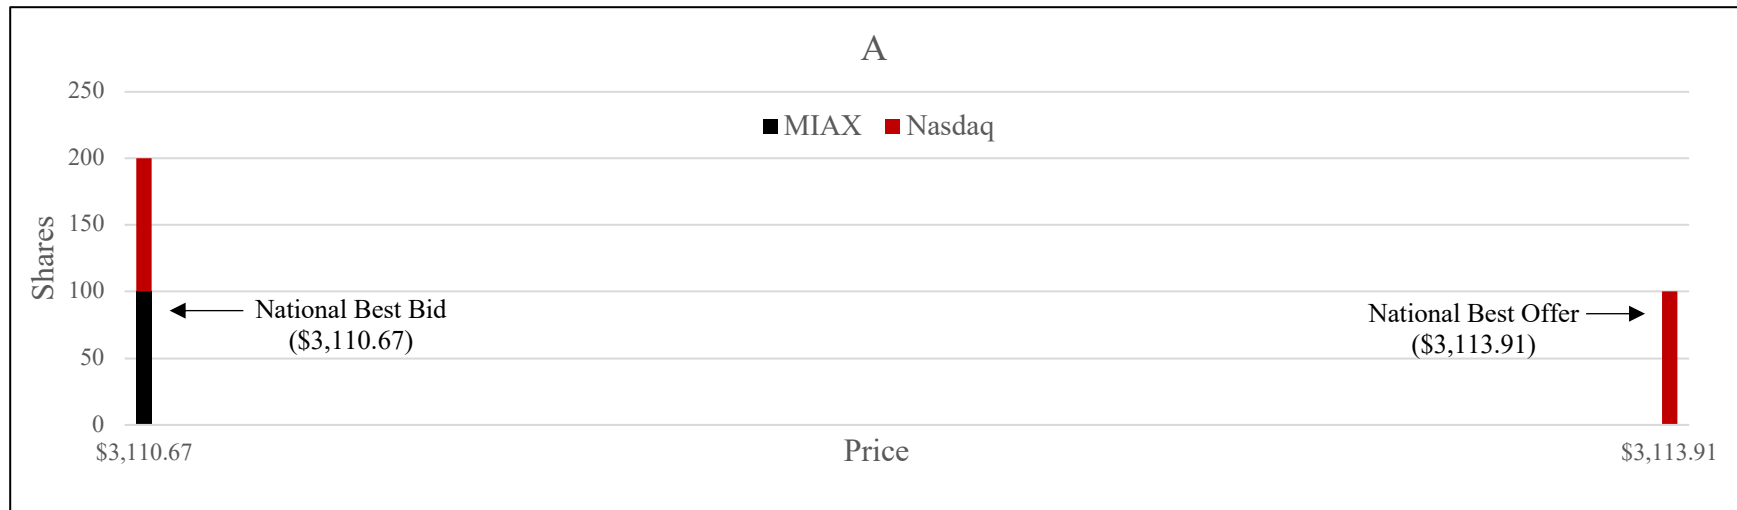 A
250
MIAX Nasdaq
200
150
Shares
100
National Best Bid
($3,110.67)
National Best Offer
($3,113.91)
50
0
$3,110.67
Price
$3,113.91